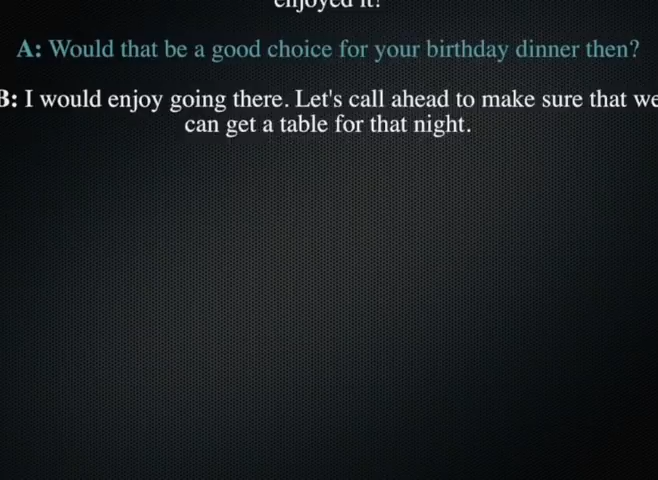 enjoyed it!
A: Would that be a good choice for your birthday dinner then?
B: I would enjoy going there. Let's call ahead to make sure that we
can get a table for that night.